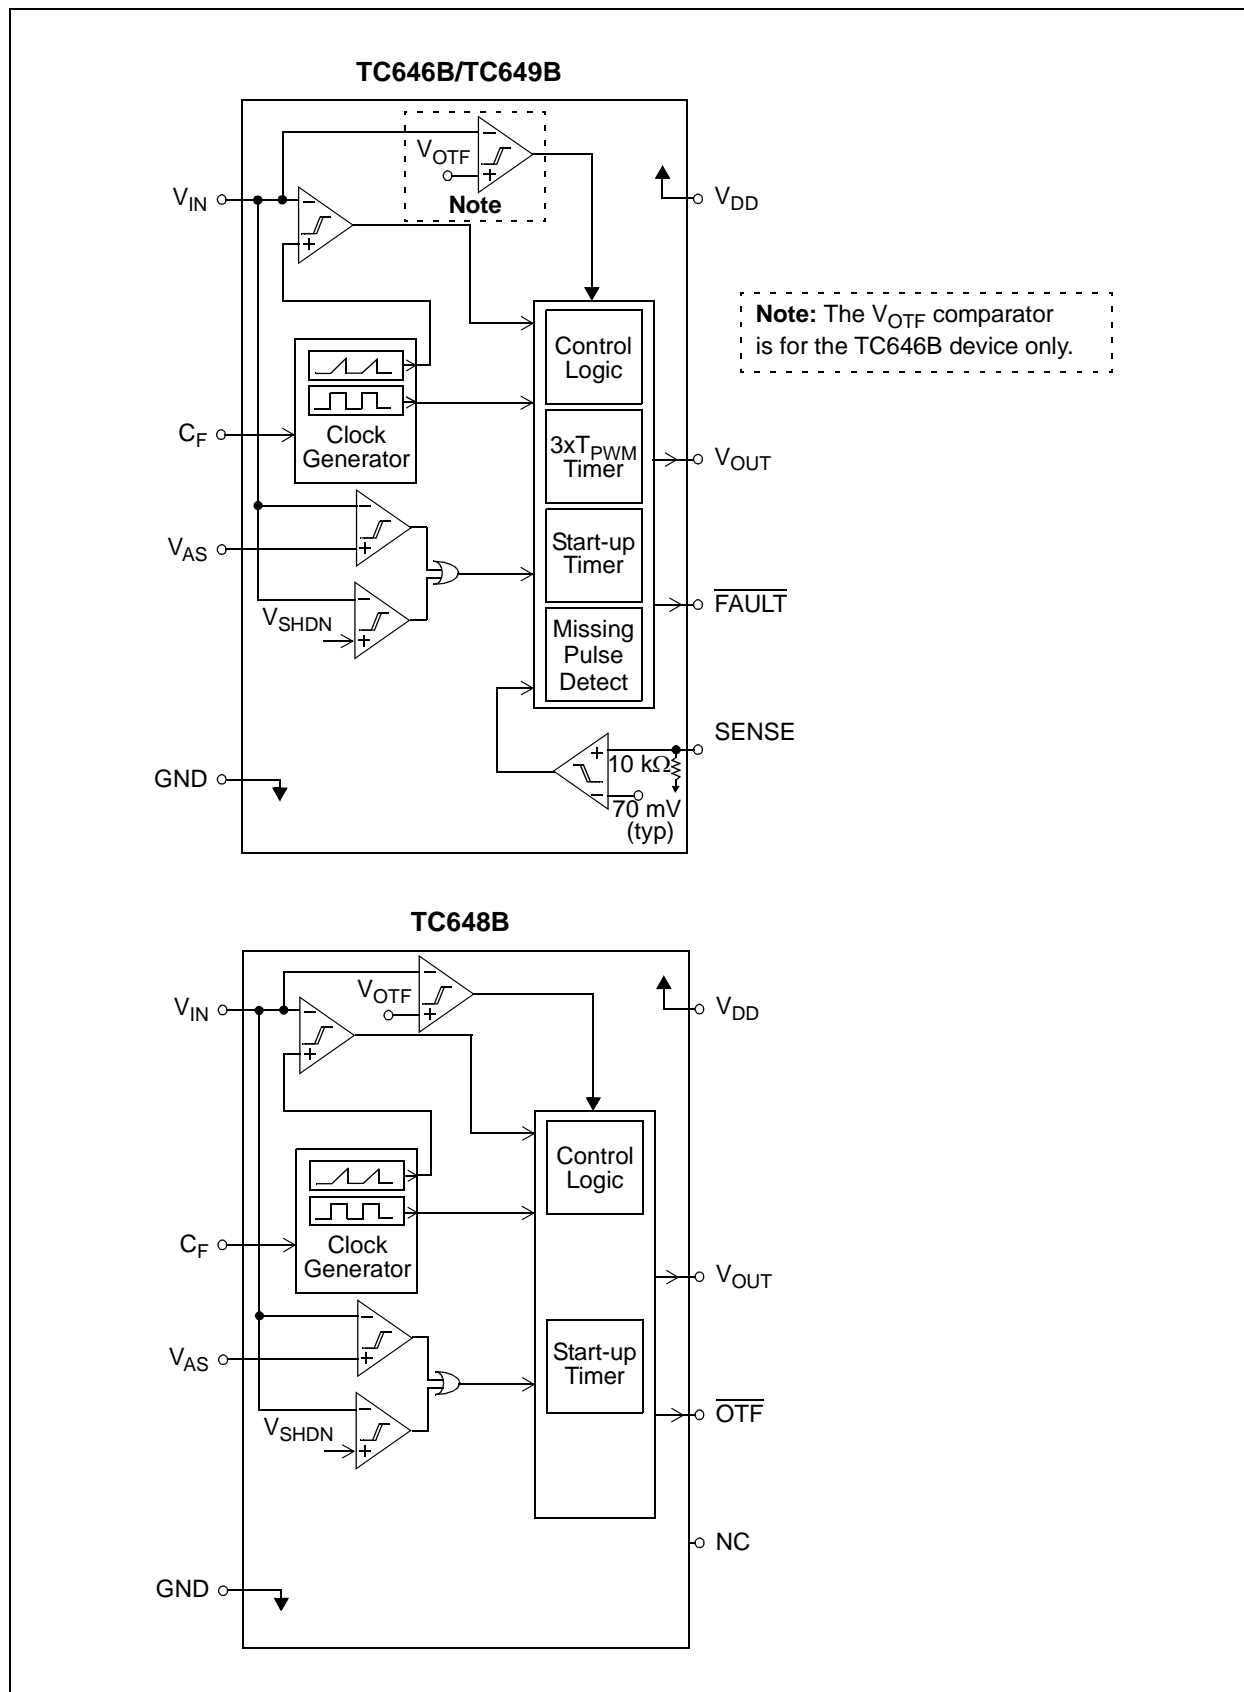 TC646B/TC649B
VOTF
Note
VIN
VDD
Note: The VOTF comparator
is for the TC646B device only.
Control
Logic
CF
Clock
Generator
3xTPWM
Timer
VOUT
VAS
Start-up
Timer
VSHDN
FAULT
Missing
Pulse
Detect
SENSE
10 kΩ
GND
70 mV
(typ)
TC648B
VOTF
VIN
VDD
Control
Logic
CF
Clock
Generator
VOUT
VAS
Start-up
Timer
VSHDN
OTF
NC
GND